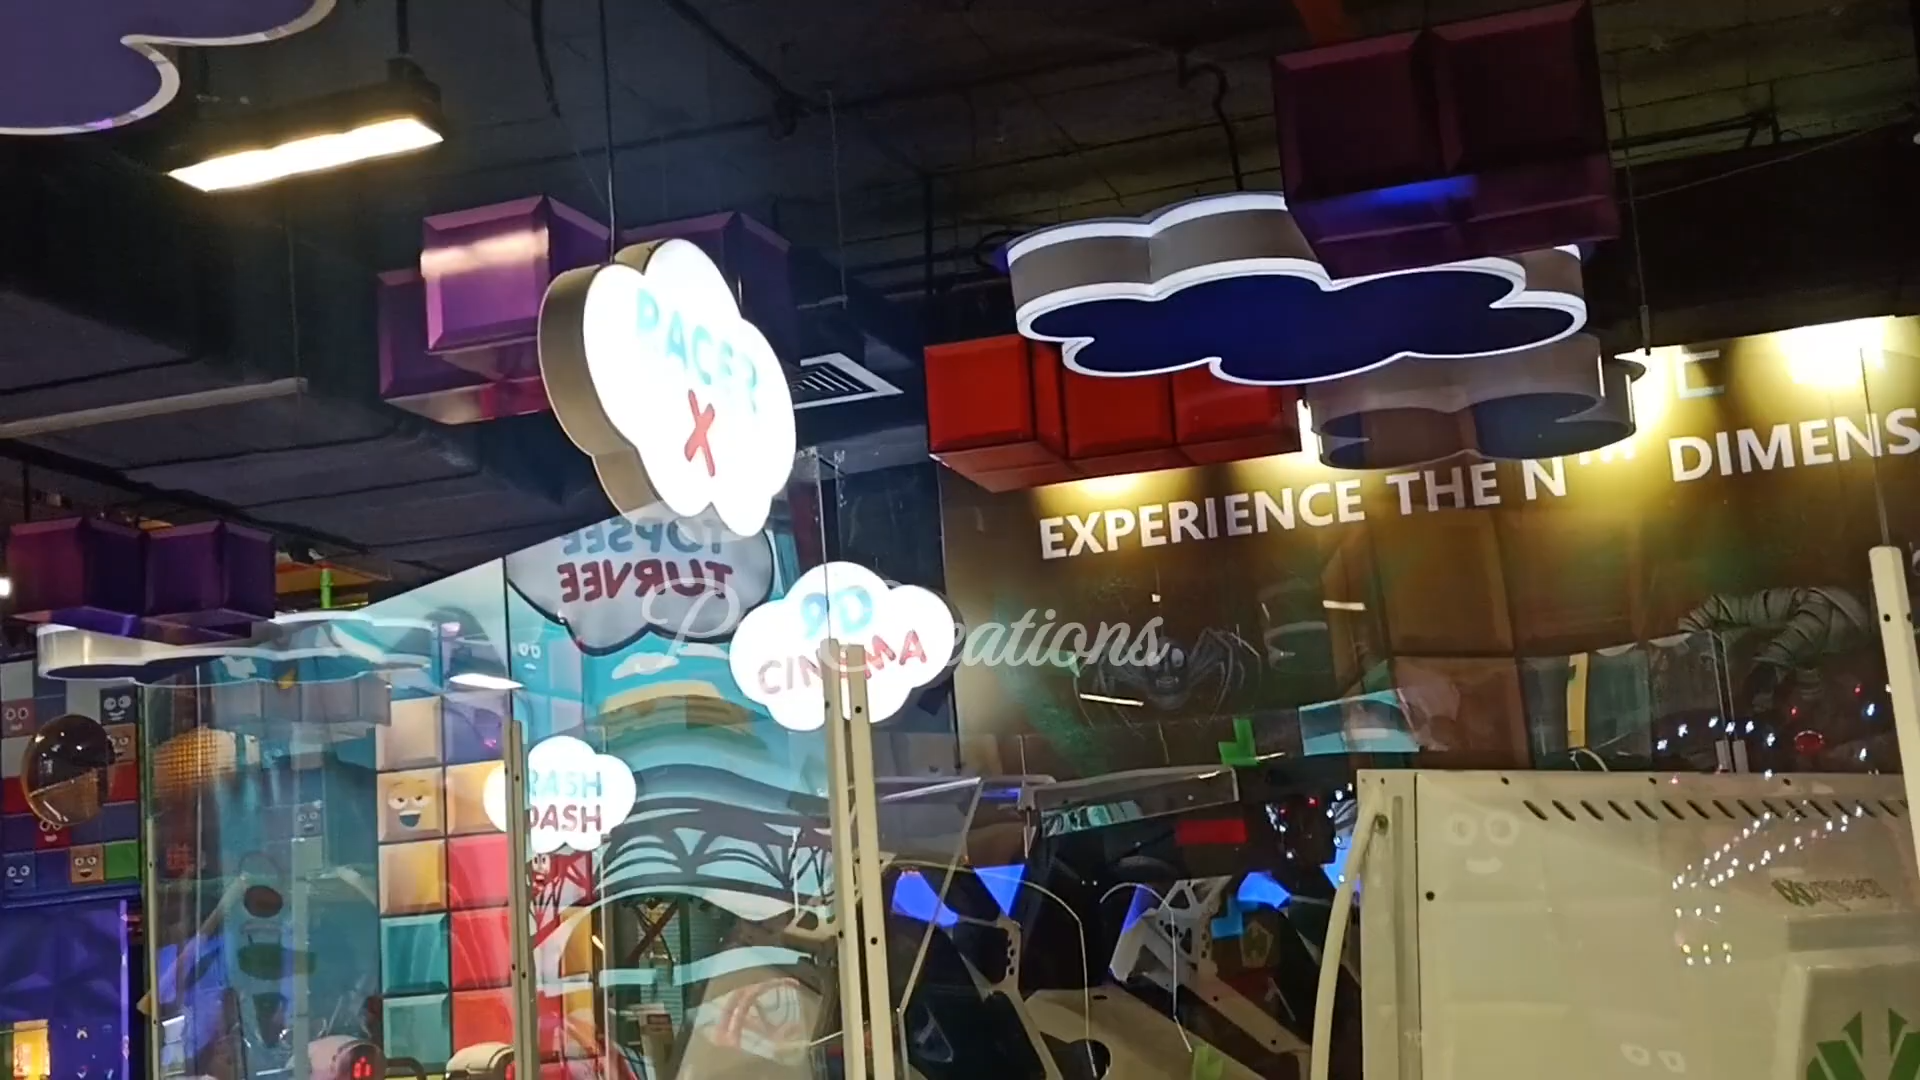 RACER
X
TOPSEE
TURVEE
9D
CINEMA
RASH
DASH
EXPERIENCE THE N DIMENS